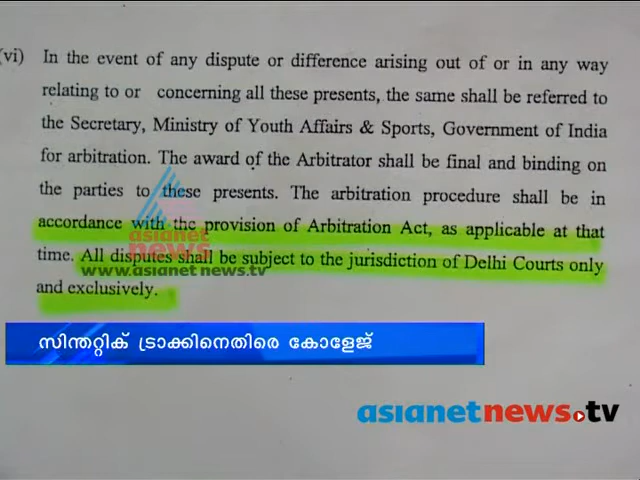 (vi) In the event of any dispute or difference arising out of or in any way
relating to or concerning all these presents, the same shall be referred to
the Secretary, Ministry of Youth Affairs & Sports, Government of India
for arbitration. The award of the Arbitrator shall be final and binding on
the parties to these presents. The arbitration procedure shall be in
accordance with the provision of Arbitration Act, as applicable at that
asianet
news
time. All disputes shall be subject to the jurisdiction of Delhi Courts only
www.asianetnews.tv
and exclusively.
സിന്തറ്റിക് ട്രാക്കിനെതിരെ കോളേജ്
asianetnews.tv